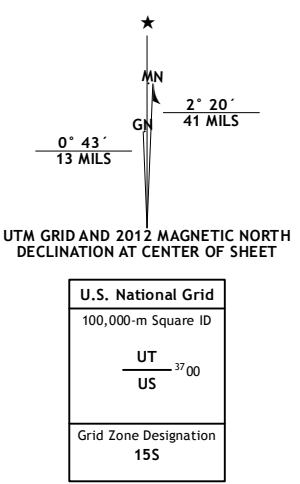 ★
MN
GN
2° 20´
41 MILS
0° 43´
13 MILS
UTM GRID AND 2012 MAGNETIC NORTH
DECLINATION AT CENTER OF SHEET
U.S. National Grid
100,000-m Square ID
UT
³⁷00
US
Grid Zone Designation
15S